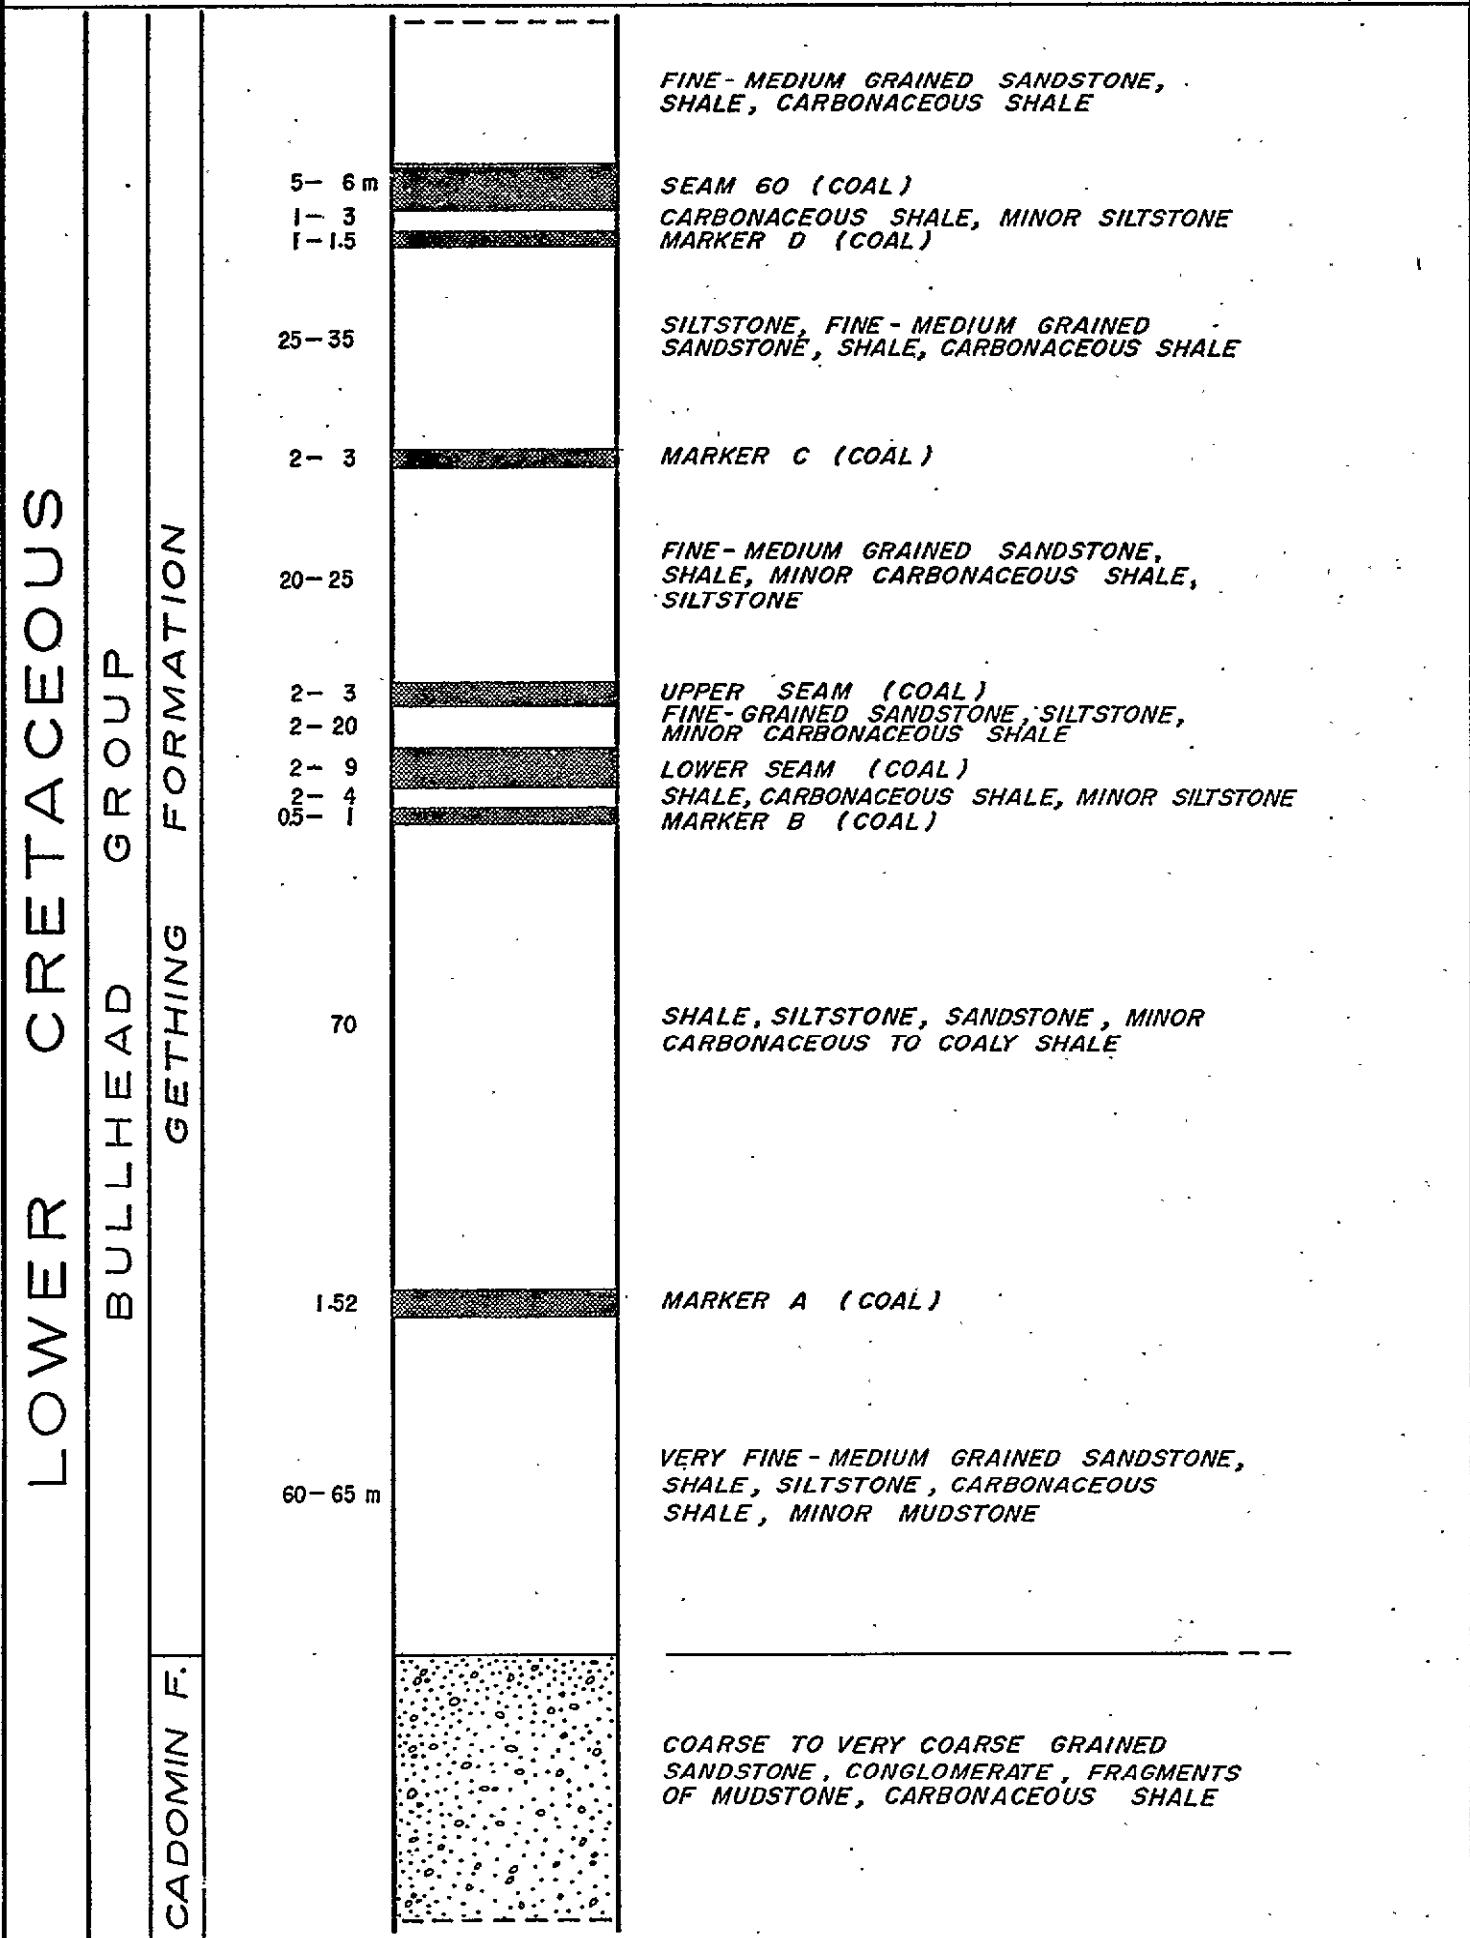 LOWER CRETACEOUS
BULLHEAD GROUP
GETHING FORMATION
CADOMIN F.
FINE-MEDIUM GRAINED SANDSTONE,
SHALE, CARBONACEOUS SHALE
5- 6 m
SEAM 60 (COAL)
1- 3
CARBONACEOUS SHALE, MINOR SILTSTONE
1-1.5
MARKER D (COAL)
25-35
SILTSTONE, FINE-MEDIUM GRAINED
SANDSTONE, SHALE, CARBONACEOUS SHALE
2- 3
MARKER C (COAL)
20-25
FINE-MEDIUM GRAINED SANDSTONE,
SHALE, MINOR CARBONACEOUS SHALE,
SILTSTONE
2- 3
UPPER SEAM (COAL)
2-20
FINE-GRAINED SANDSTONE, SILTSTONE,
MINOR CARBONACEOUS SHALE
2- 9
LOWER SEAM (COAL)
2- 4
SHALE, CARBONACEOUS SHALE, MINOR SILTSTONE
05- 1
MARKER B (COAL)
70
SHALE, SILTSTONE, SANDSTONE, MINOR
CARBONACEOUS TO COALY SHALE
1.52
MARKER A (COAL)
60-65 m
VERY FINE-MEDIUM GRAINED SANDSTONE,
SHALE, SILTSTONE, CARBONACEOUS
SHALE, MINOR MUDSTONE
COARSE TO VERY COARSE GRAINED
SANDSTONE, CONGLOMERATE, FRAGMENTS
OF MUDSTONE, CARBONACEOUS SHALE